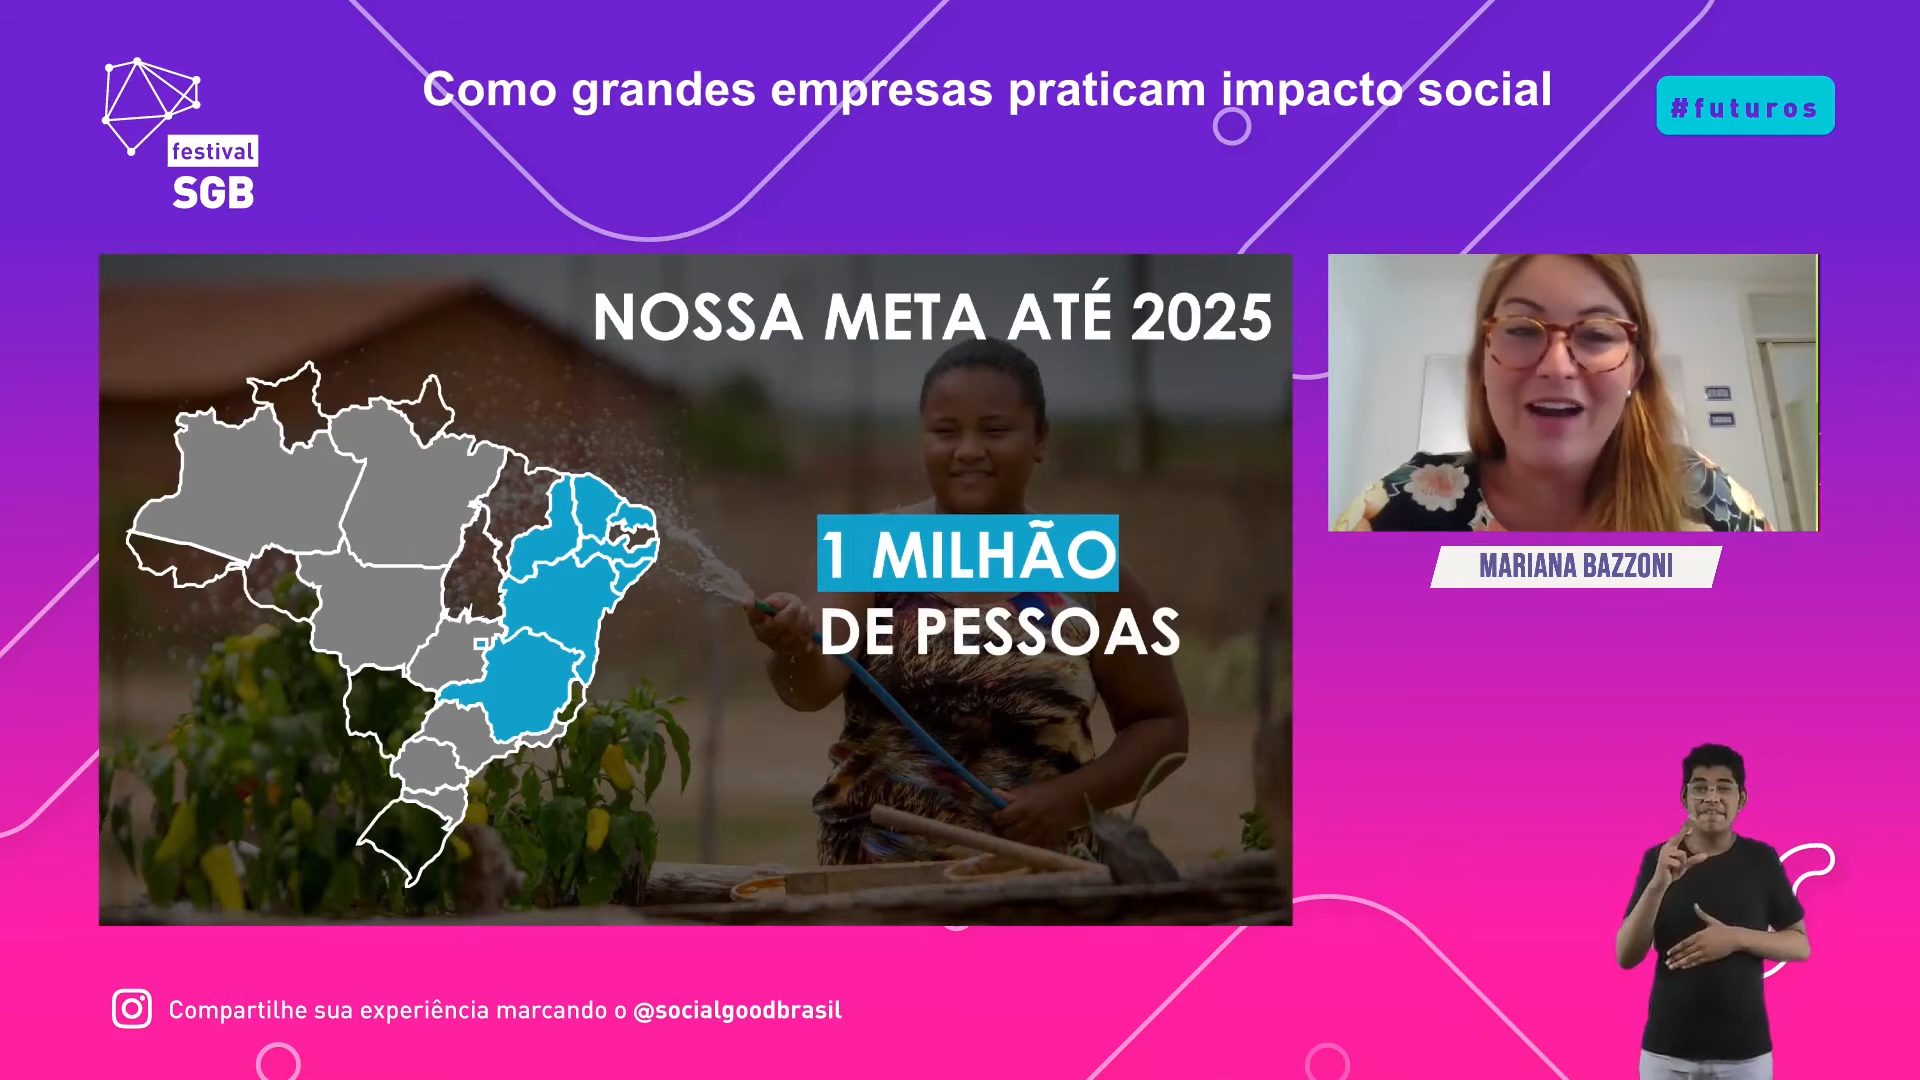 Como grandes empresas praticam impacto social
#futuros
festival
SGB
NOSSA META ATÉ 2025
1 MILHÃO
DE PESSOAS
MARIANA BAZZONI
Compartilhe sua experiência marcando o @socialgoodbrasil